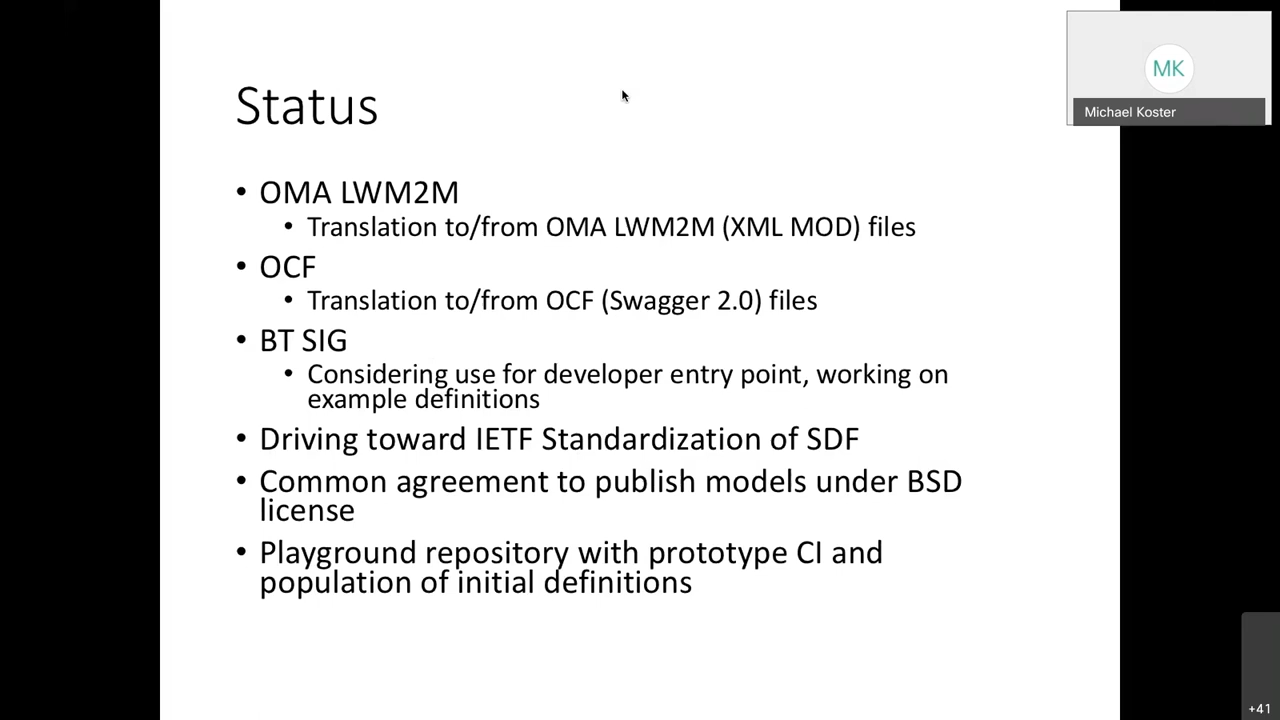 Status
• OMA LWM2M
• Translation to/from OMA LWM2M (XML MOD) files
• OCF
• Translation to/from OCF (Swagger 2.0) files
• BT SIG
• Considering use for developer entry point, working on
example definitions
• Driving toward IETF Standardization of SDF
• Common agreement to publish models under BSD
license
• Playground repository with prototype CI and
population of initial definitions
MK
Michael Koster
+41